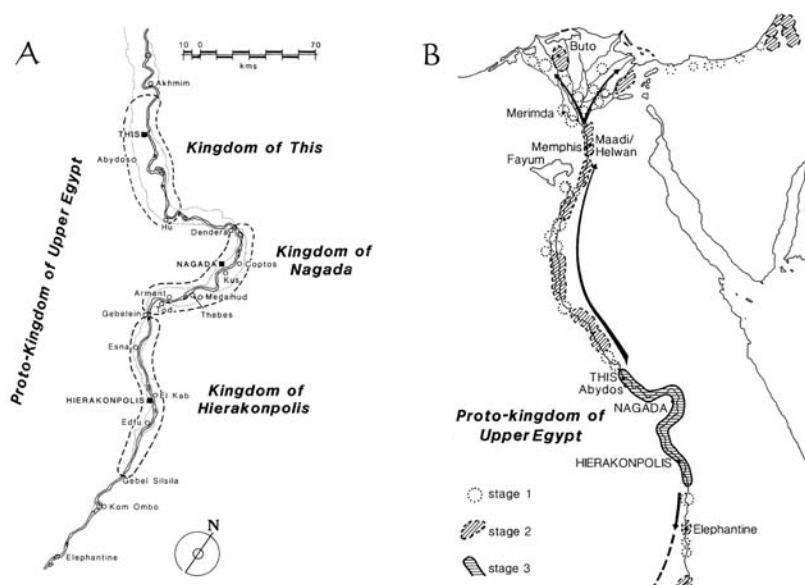 A
10 0 70
kms
Akhmim
THIS
Abydos
Kingdom of This
Proto-Kingdom of Upper Egypt
Hu
Dendera
Kingdom of
Nagada
NAGADA
Coptos
Kus
Armant
Medamud
Tod
Thebes
Gebelein
Esna
El Kab
HIERAKONPOLIS
Kingdom of
Hierakonpolis
Edfu
Gebel Silsila
Kom Ombo
N
Elephantine
B
Buto
Merimda
Memphis
Maadi/
Helwan
Fayum
THIS
Abydos
NAGADA
Proto-kingdom of
Upper Egypt
HIERAKONPOLIS
stage 1
stage 2
Elephantine
stage 3